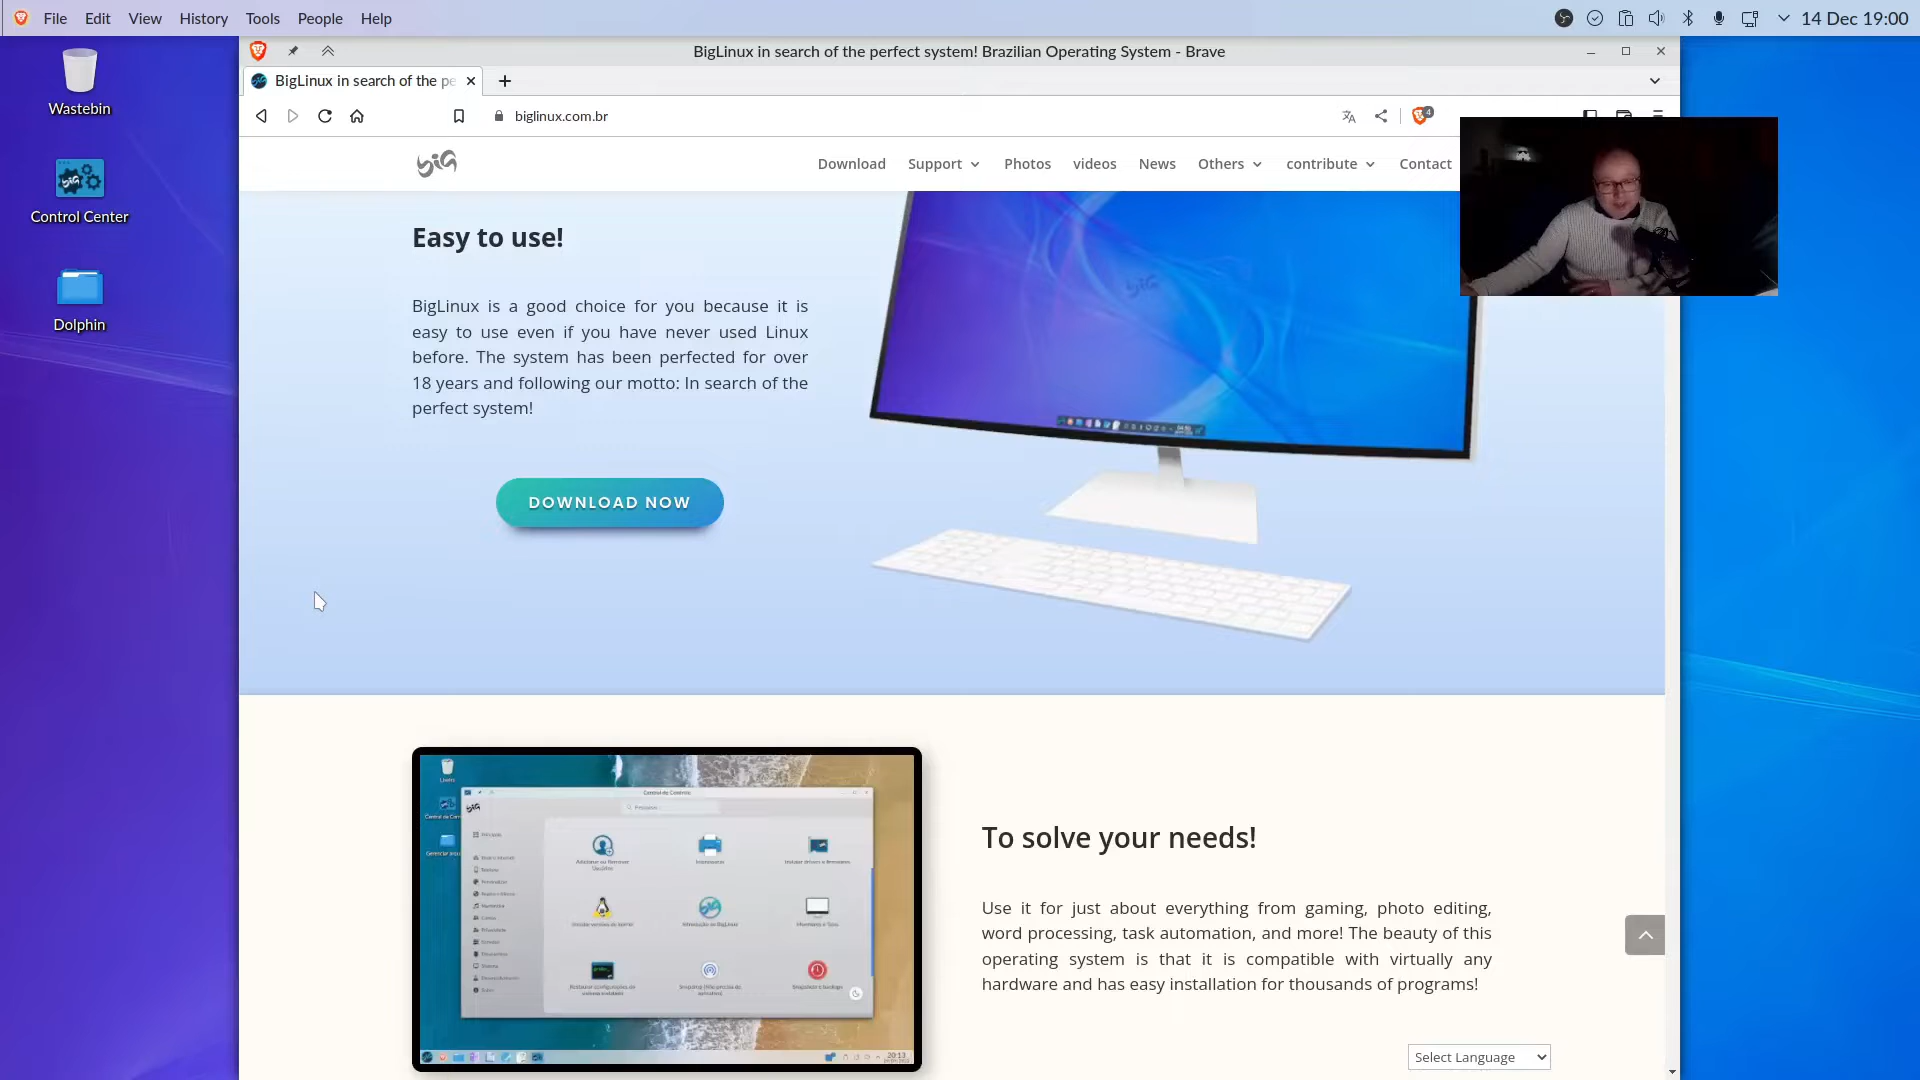 File Edit View History Tools People Help 14 Dec 19:00
BigLinux in search of the perfect system! Brazilian Operating System - Brave
BigLinux in search of the pe
biglinux.com.br
4
Wastebin
Control Center
Dolphin
BIG
Download Support Photos videos News Others contribute Contact
Easy to use!
BigLinux is a good choice for you because it is
easy to use even if you have never used Linux
before. The system has been perfected for over
18 years and following our motto: In search of the
perfect system!
DOWNLOAD NOW
To solve your needs!
Use it for just about everything from gaming, photo editing,
word processing, task automation, and more! The beauty of this
operating system is that it is compatible with virtually any
hardware and has easy installation for thousands of programs!
20:13
Select Language